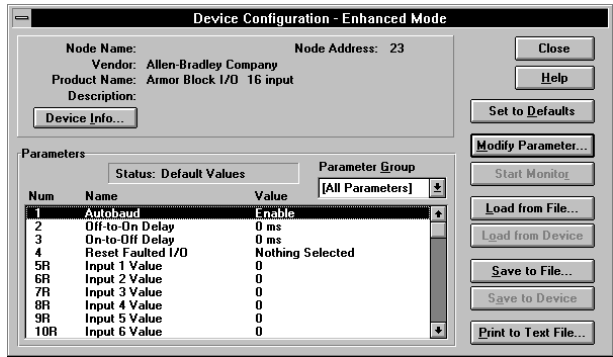 Device Configuration - Enhanced Mode
Node Name: Node Address: 23
Vendor: Allen-Bradley Company
Product Name: Armor Block I/O 16 input
Description:
Device Info...
Close
Help
Set to Defaults
Modify Parameter...
Start Monitor
Load from File...
Load from Device
Save to File...
Save to Device
Print to Text File...
Parameters
Status: Default Values
Parameter Group
[All Parameters]
Num Name Value
1 Autobaud Enable
2 Off-to-On Delay 0 ms
3 On-to-Off Delay 0 ms
4 Reset Faulted I/O Nothing Selected
5R Input 1 Value 0
6R Input 2 Value 0
7R Input 3 Value 0
8R Input 4 Value 0
9R Input 5 Value 0
10R Input 6 Value 0